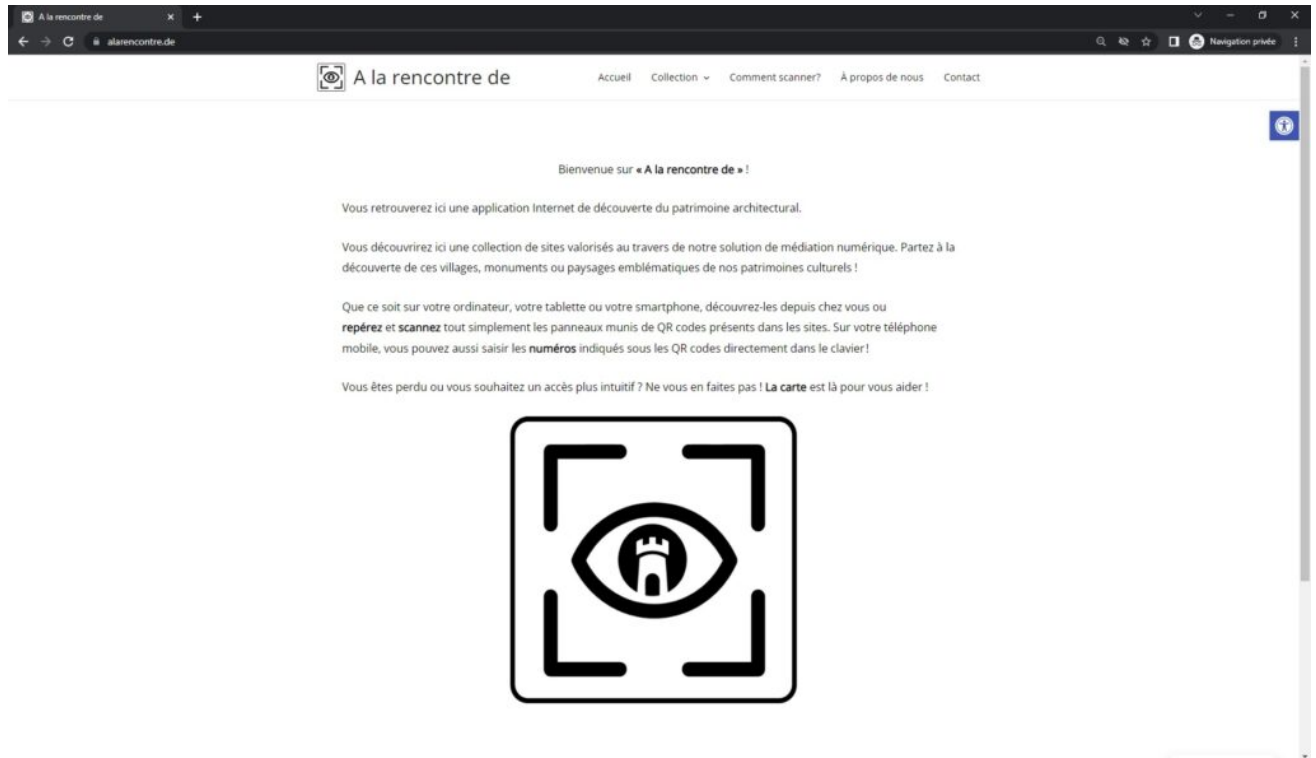 A la rencontre de
alarencontre.de
Navigation privée
A la rencontre de
Accueil Collection Comment scanner? À propos de nous Contact
Bienvenue sur « A la rencontre de » !
Vous retrouverez ici une application Internet de découverte du patrimoine architectural.
Vous découvrirez ici une collection de sites valorisés au travers de notre solution de médiation numérique. Partez à la
découverte de ces villages, monuments ou paysages emblématiques de nos patrimoines culturels !
Que ce soit sur votre ordinateur, votre tablette ou votre smartphone, découvrez-les depuis chez vous ou
repérez et scannez tout simplement les panneaux munis de QR codes présents dans les sites. Sur votre téléphone
mobile, vous pouvez aussi saisir les numéros indiqués sous les QR codes directement dans le clavier!
Vous êtes perdu ou vous souhaitez un accès plus intuitif ? Ne vous en faites pas ! La carte est là pour vous aider !